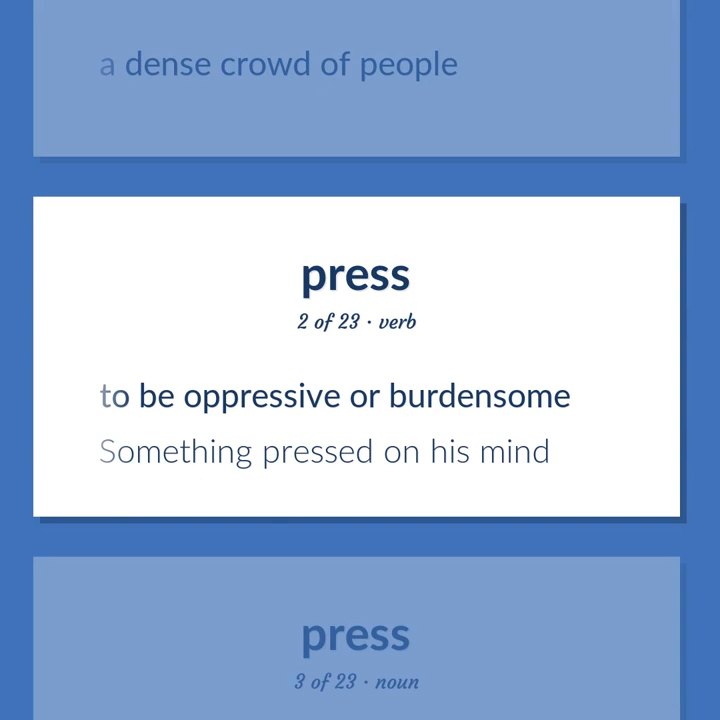 a dense crowd of people
press
2 of 23 · verb
to be oppressive or burdensome
Something pressed on his mind
press
3 of 23 · noun